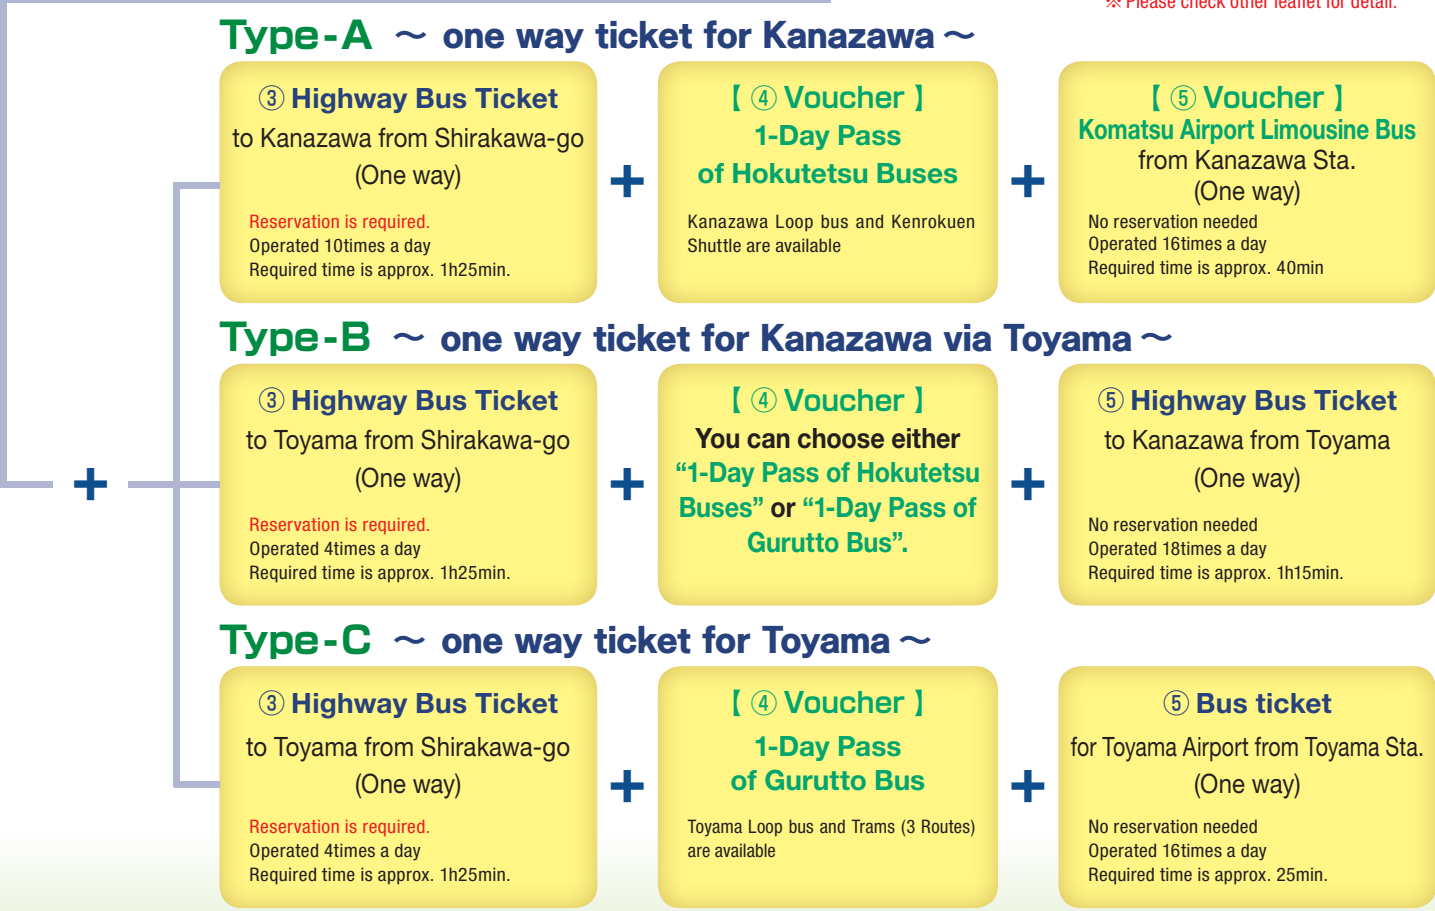 ※ Please check other leaflet for detail.
Type-A ～ one way ticket for Kanazawa ～
③ Highway Bus Ticket
to Kanazawa from Shirakawa-go
(One way)
Reservation is required.
Operated 10times a day
Required time is approx. 1h25min.
+
【 ④ Voucher 】
1-Day Pass
of Hokutetsu Buses
Kanazawa Loop bus and Kenrokuen
Shuttle are available
+
【 ⑤ Voucher 】
Komatsu Airport Limousine Bus
from Kanazawa Sta.
(One way)
No reservation needed
Operated 16times a day
Required time is approx. 40min
Type-B ～ one way ticket for Kanazawa via Toyama ～
+
③ Highway Bus Ticket
to Toyama from Shirakawa-go
(One way)
Reservation is required.
Operated 4times a day
Required time is approx. 1h25min.
+
【 ④ Voucher 】
You can choose either
“1-Day Pass of Hokutetsu
Buses” or “1-Day Pass of
Gurutto Bus”.
+
⑤ Highway Bus Ticket
to Kanazawa from Toyama
(One way)
No reservation needed
Operated 18times a day
Required time is approx. 1h15min.
Type-C ～ one way ticket for Toyama ～
③ Highway Bus Ticket
to Toyama from Shirakawa-go
(One way)
Reservation is required.
Operated 4times a day
Required time is approx. 1h25min.
+
【 ④ Voucher 】
1-Day Pass
of Gurutto Bus
Toyama Loop bus and Trams (3 Routes)
are available
+
⑤ Bus ticket
for Toyama Airport from Toyama Sta.
(One way)
No reservation needed
Operated 16times a day
Required time is approx. 25min.